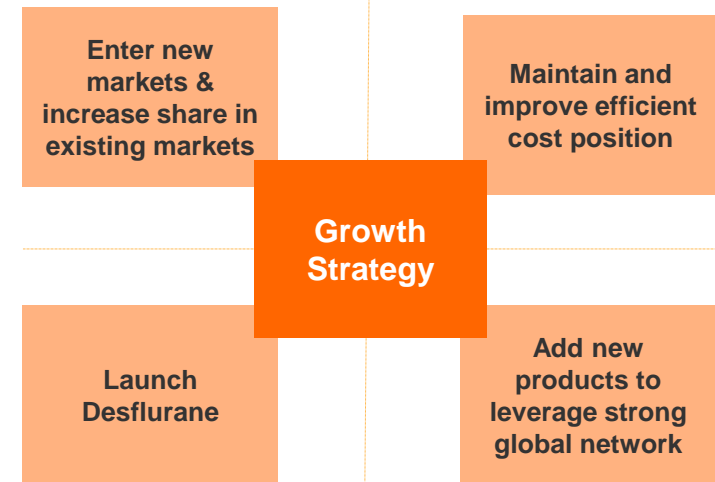 Enter new
markets &
increase share in
existing markets
Maintain and
improve efficient
cost position
Growth
Strategy
Launch
Desflurane
Add new
products to
leverage strong
global network